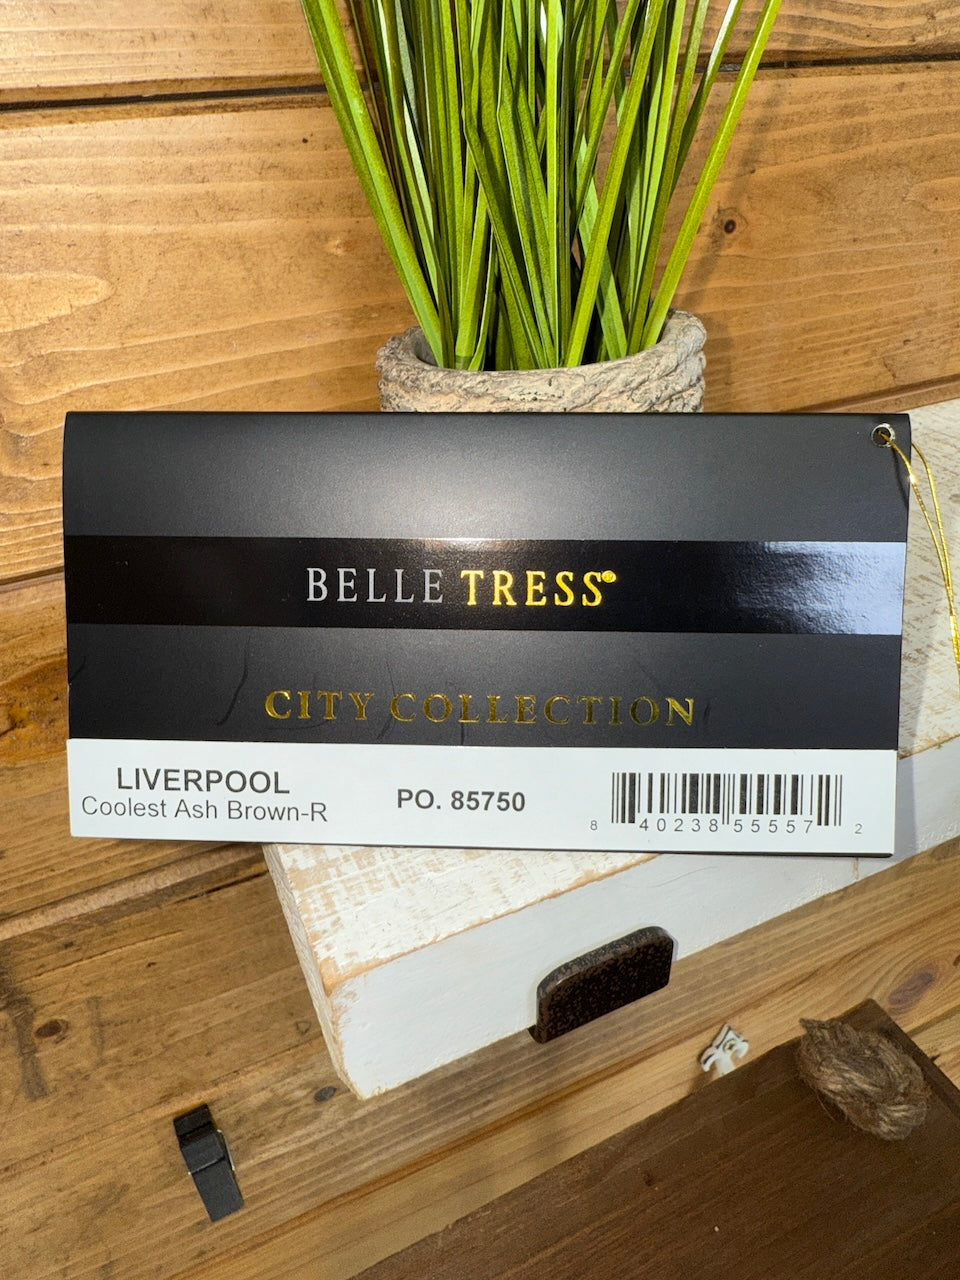 BELLE TRESS®
CITY COLLECTION
LIVERPOOL
Coolest Ash Brown-R
PO. 85750
8 40238 55557 2